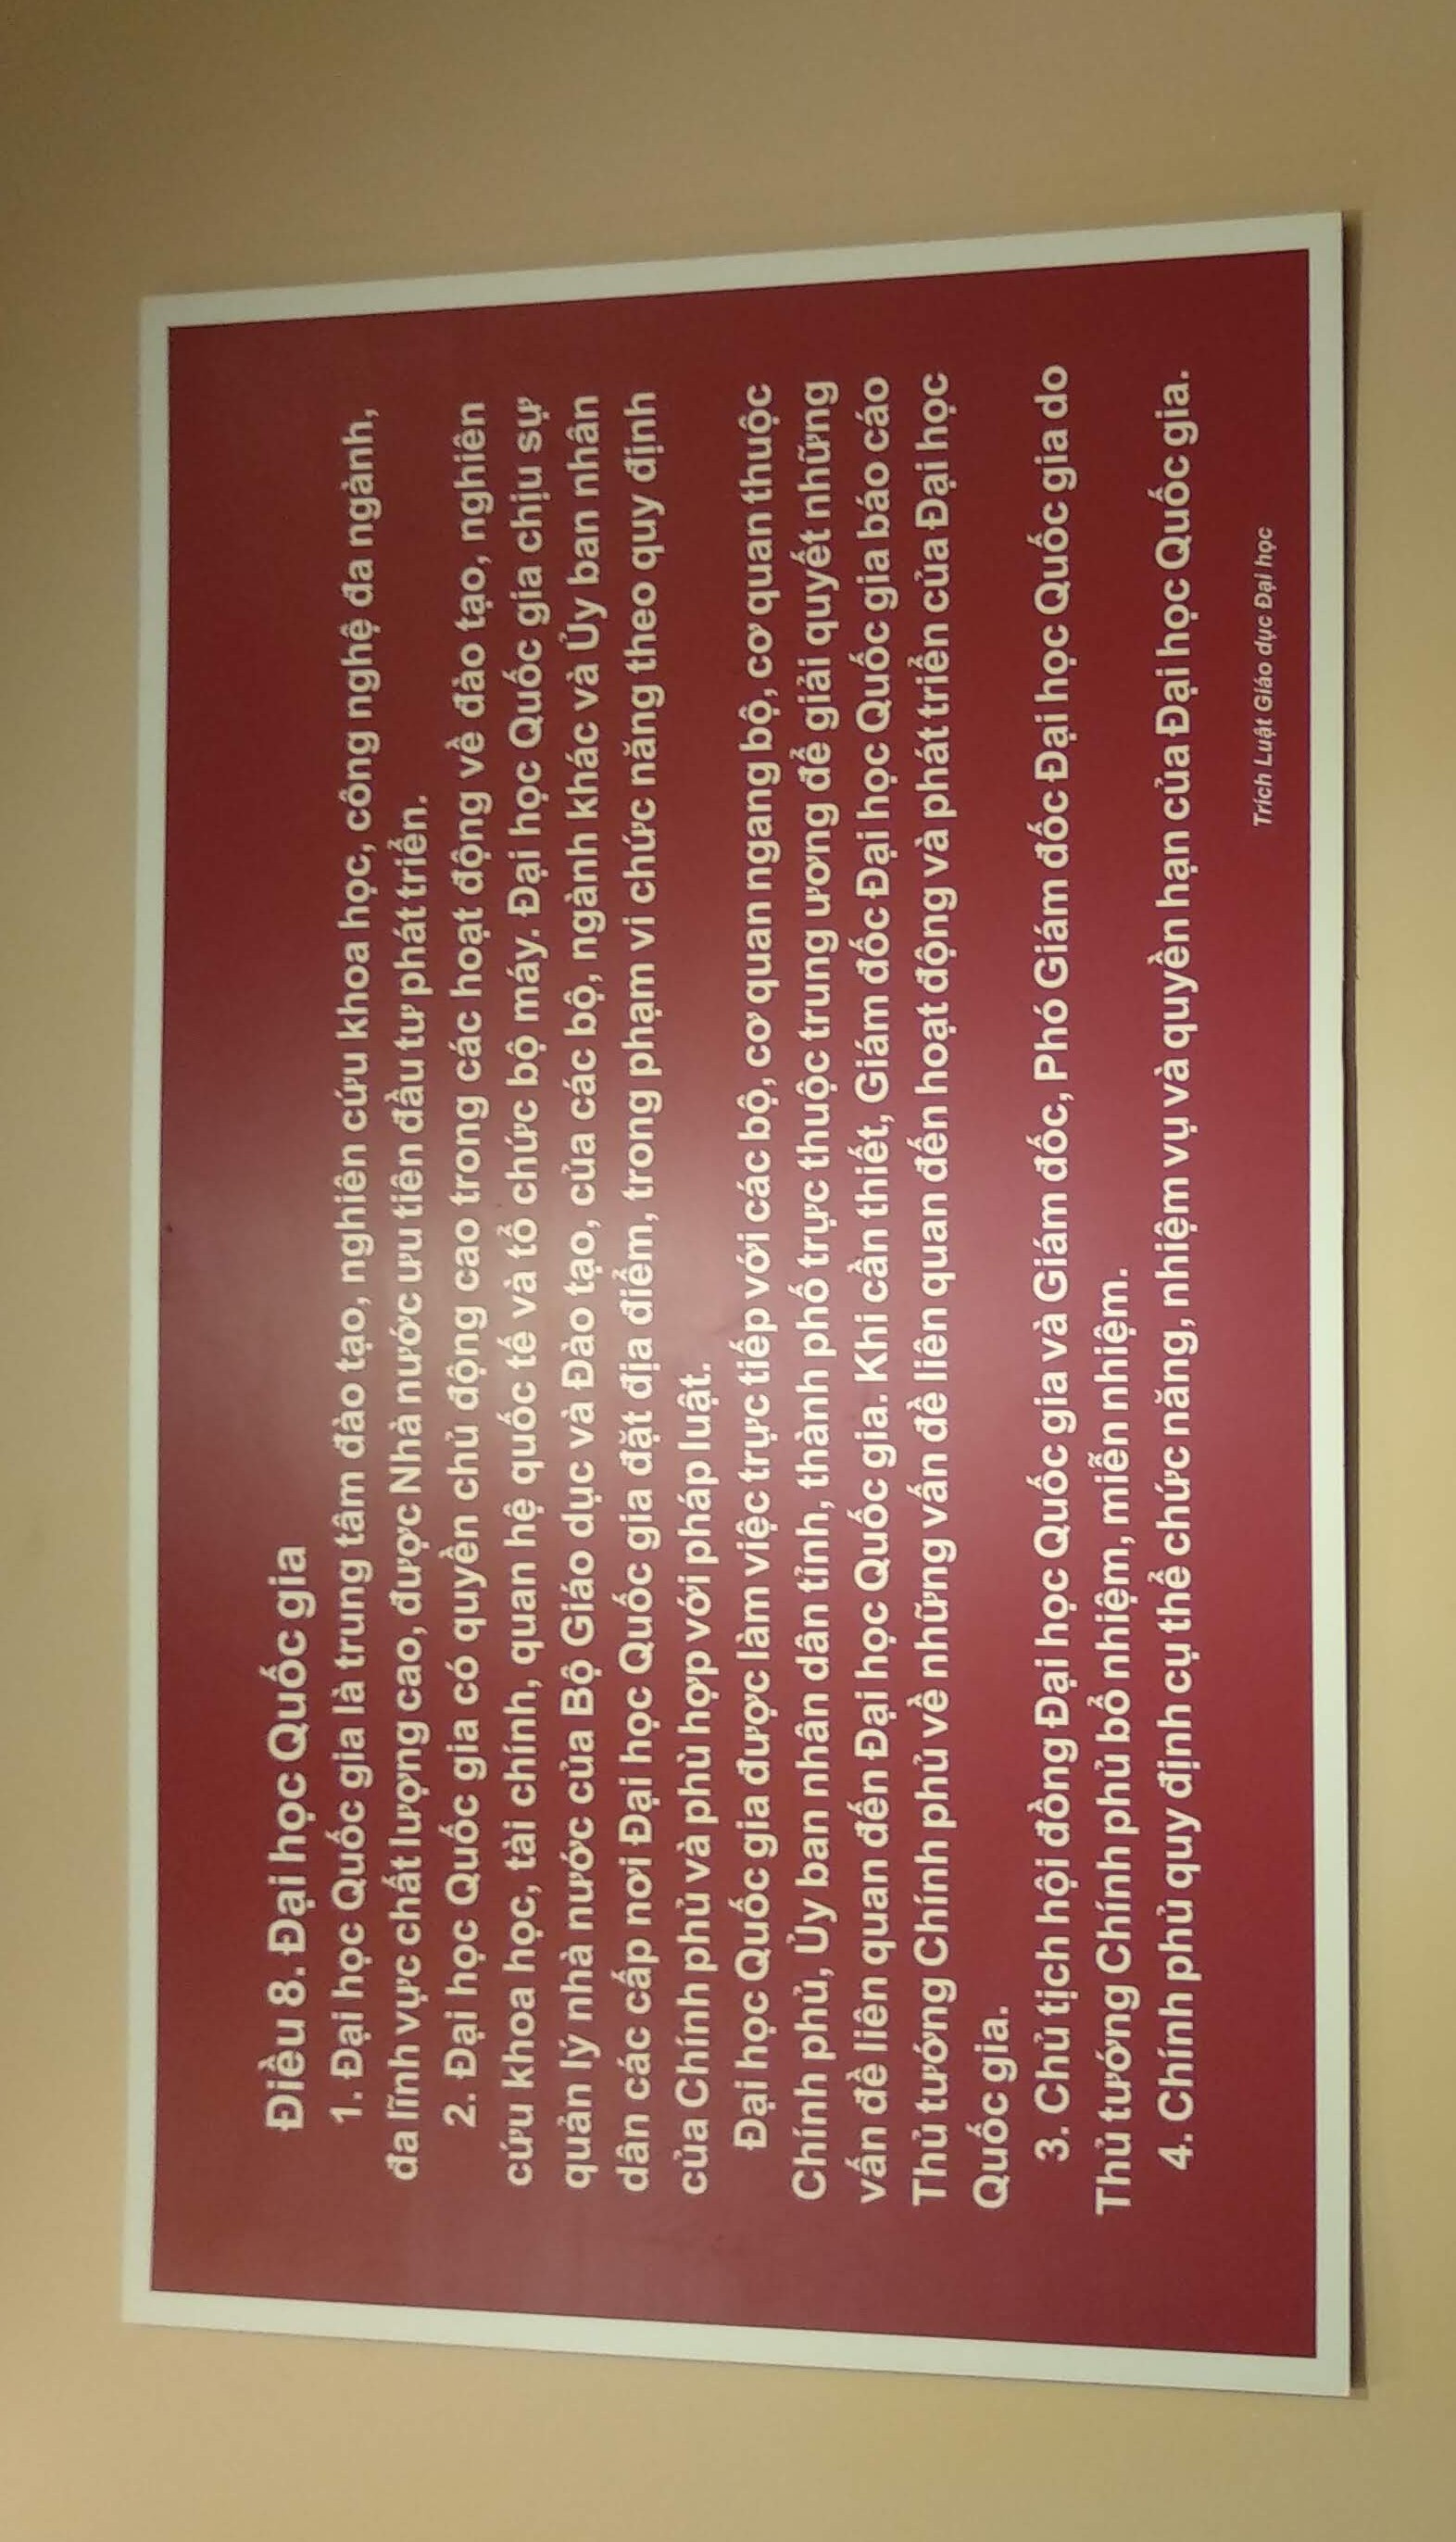 Điều 8. Đại học Quốc gia
1. Đại học Quốc gia là trung tâm đào tạo, nghiên cứu khoa học, công nghệ đa ngành,
đa lĩnh vực chất lượng cao, được Nhà nước ưu tiên đầu tư phát triển.
2. Đại học Quốc gia có quyền chủ động cao trong các hoạt động về đào tạo, nghiên
cứu khoa học, tài chính, quan hệ quốc tế và tổ chức bộ máy. Đại học Quốc gia chịu sự
quản lý nhà nước của Bộ Giáo dục và Đào tạo, của các bộ, ngành khác và Ủy ban nhân
dân các cấp nơi Đại học Quốc gia đặt địa điểm, trong phạm vi chức năng theo quy định
của Chính phủ và phù hợp với pháp luật.
Đại học Quốc gia được làm việc trực tiếp với các bộ, cơ quan ngang bộ, cơ quan thuộc
Chính phủ, Ủy ban nhân dân tỉnh, thành phố trực thuộc trung ương để giải quyết những
vấn đề liên quan đến Đại học Quốc gia. Khi cần thiết, Giám đốc Đại học Quốc gia báo cáo
Thủ tướng Chính phủ về những vấn đề liên quan đến hoạt động và phát triển của Đại học
Quốc gia.
3. Chủ tịch hội đồng Đại học Quốc gia và Giám đốc, Phó Giám đốc Đại học Quốc gia do
Thủ tướng Chính phủ bổ nhiệm, miễn nhiệm.
4. Chính phủ quy định cụ thể chức năng, nhiệm vụ và quyền hạn của Đại học Quốc gia.
Trích Luật Giáo dục Đại học